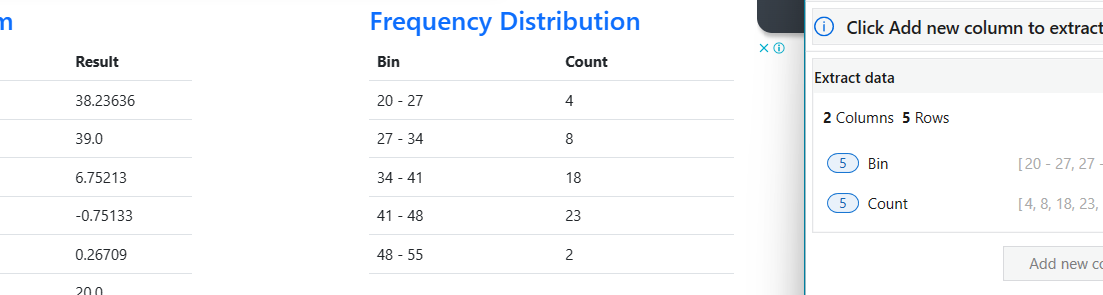 m
Result
38.23636
39.0
6.75213
-0.75133
0.26709
20.0
Frequency Distribution
Bin Count
20 - 27 4
27 - 34 8
34 - 41 18
41 - 48 23
48 - 55 2
Click Add new column to extract
Extract data
2 Columns 5 Rows
5 Bin [20 - 27, 27 -
5 Count [4, 8, 18, 23,
Add new co